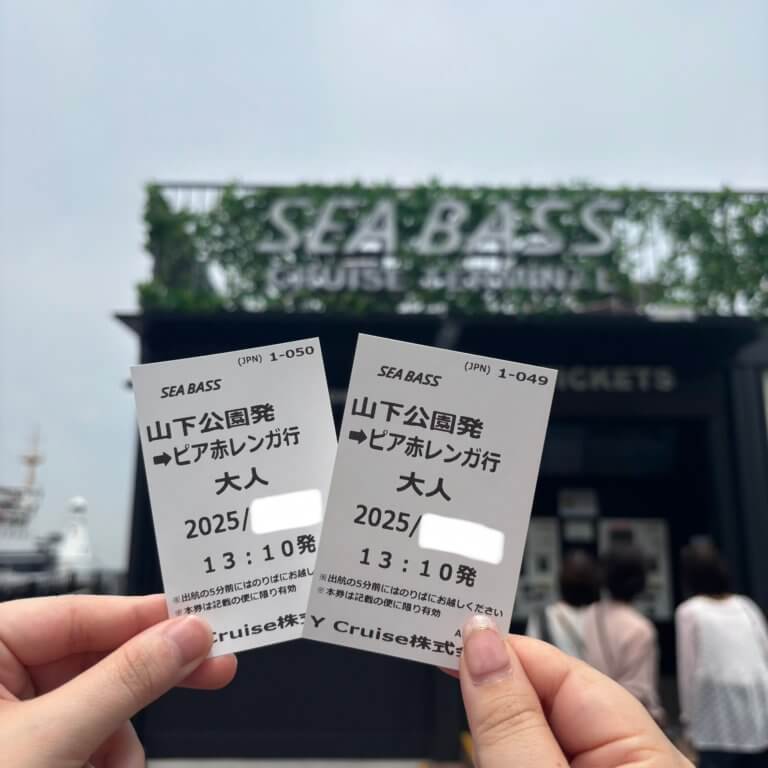 SEA BASS
CRUISE TERMINAL
TICKETS
(JPN) 1-050
SEA BASS
山下公園発
➡ピア赤レンガ行
大人
2025/
13:10発
※出航の5分前にはのりばにお越し
※本券は記載の便に限り有効
Cruise株式
(JPN) 1-049
SEA BASS
山下公園発
➡ピア赤レンガ行
大人
2025/
13:10発
※出航の5分前にはのりばにお越しください
※本券は記載の便に限り有効
Y Cruise株式会